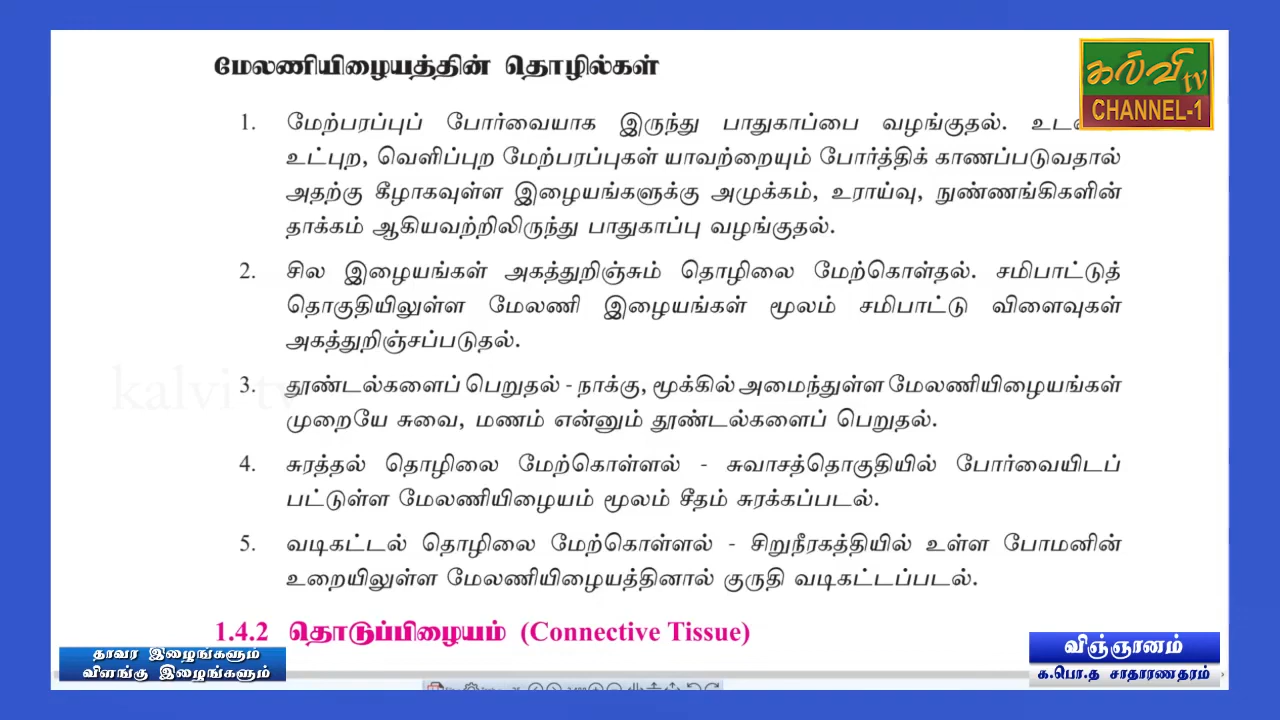 மேலணியிழையத்தின் தொழில்கள்
கல்வி tv
CHANNEL-1
1. மேற்பரப்புப் போர்வையாக இருந்து பாதுகாப்பை வழங்குதல்.
உட்புற, வெளிப்புற மேற்பரப்புகள் யாவற்றையும் போர்த்திக் காணப்படுவதால்
அதற்கு கீழாகவுள்ள இழையங்களுக்கு அமுக்கம், உராய்வு, நுண்ணங்கிகளின்
தாக்கம் ஆகியவற்றிலிருந்து பாதுகாப்பு வழங்குதல்.
2. சில இழையங்கள் அகத்துறிஞ்சும் தொழிலை மேற்கொள்தல். சமிபாட்டுத்
தொகுதியிலுள்ள மேலணி இழையங்கள் மூலம் சமிபாட்டு விளைவுகள்
அகத்துறிஞ்சப்படுதல்.
kalvi tv
3. தூண்டல்களைப் பெறுதல் - நாக்கு, மூக்கில் அமைந்துள்ள மேலணியிழையங்கள்
முறையே சுவை, மணம் என்னும் தூண்டல்களைப் பெறுதல்.
4. சுரத்தல் தொழிலை மேற்கொள்ளல் - சுவாசத்தொகுதியில் போர்வையிடப்
பட்டுள்ள மேலணியிழையம் மூலம் சீதம் சுரக்கப்படல்.
5. வடிகட்டல் தொழிலை மேற்கொள்ளல் - சிறுநீரகத்தியில் உள்ள போமனின்
உறையிலுள்ள மேலணியிழையத்தினால் குருதி வடிகட்டப்படல்.
1.4.2 தொடுப்பிழையம் (Connective Tissue)
தாவர இழைங்களும்
விளங்கு இழைங்களும்
விஞ்ஞானம்
க.பொ.த சாதாரணதரம்